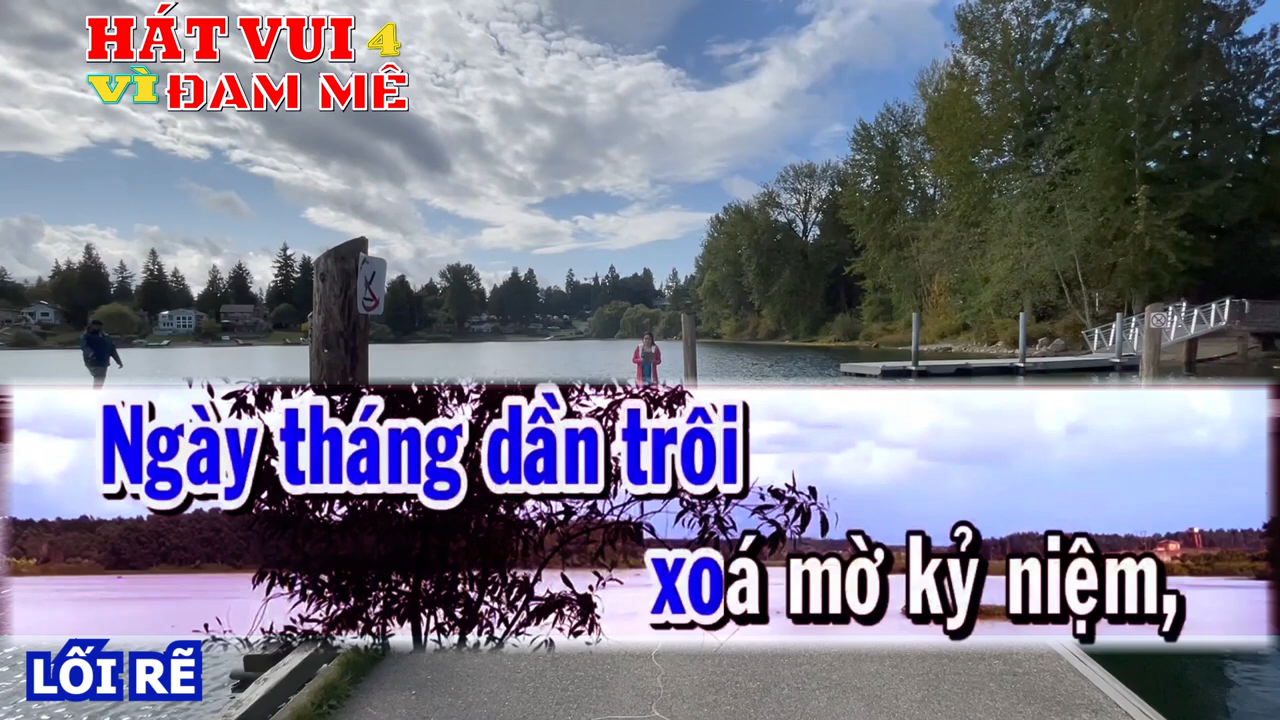 HÁT VUI 4
VÌ ĐAM MÊ
Ngày tháng dần trôi
xoá mờ kỷ niệm,
LỐI RẼ